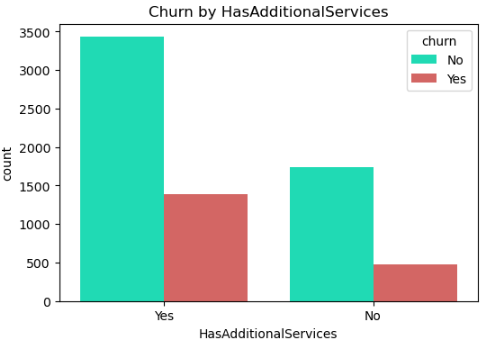 Churn by HasAdditionalServices
churn
No
Yes
3500
3000
2500
2000
1500
1000
500
0
count
Yes
No
HasAdditionalServices